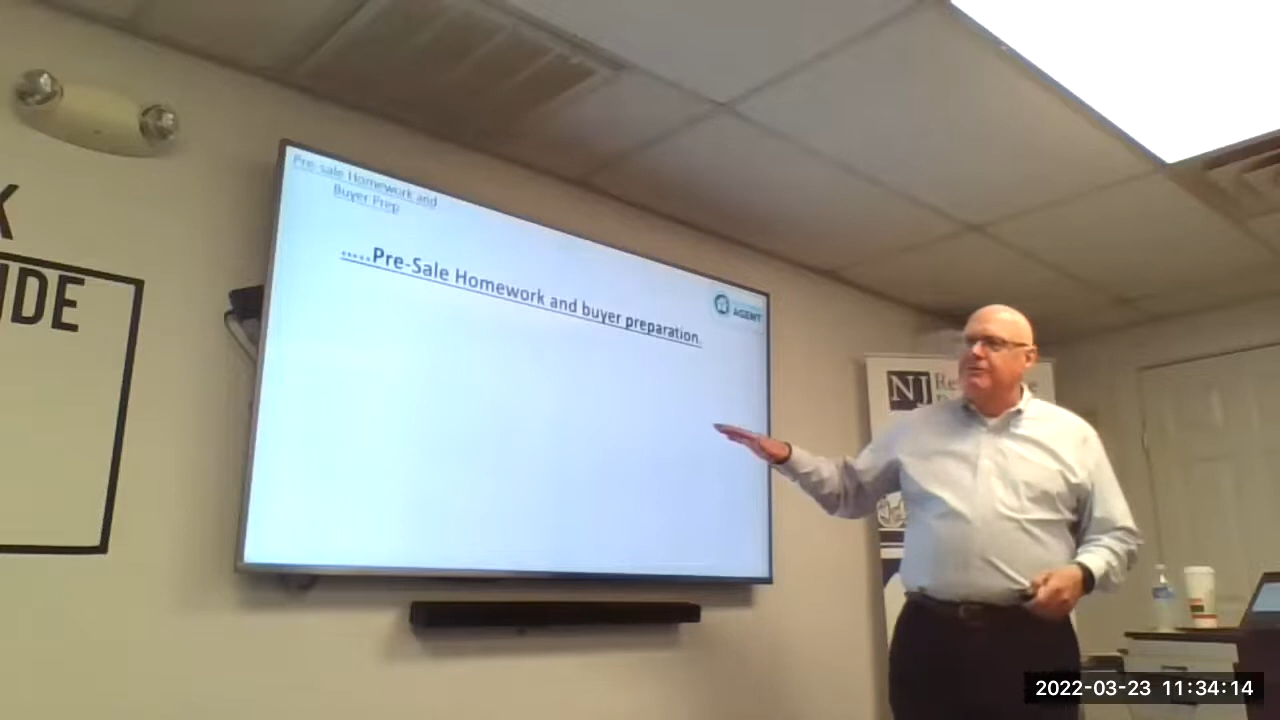 Pre-sale Homework and
Buyer Prep
.....Pre-Sale Homework and buyer preparation.
AGENT
K
IDE
NJ
2022-03-23 11:34:14